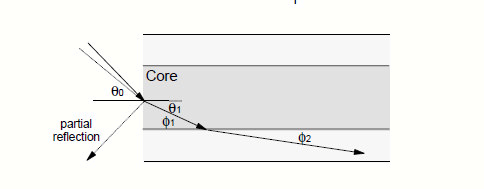 Core
θ0
θ1
ϕ1
partial
reflection
ϕ2